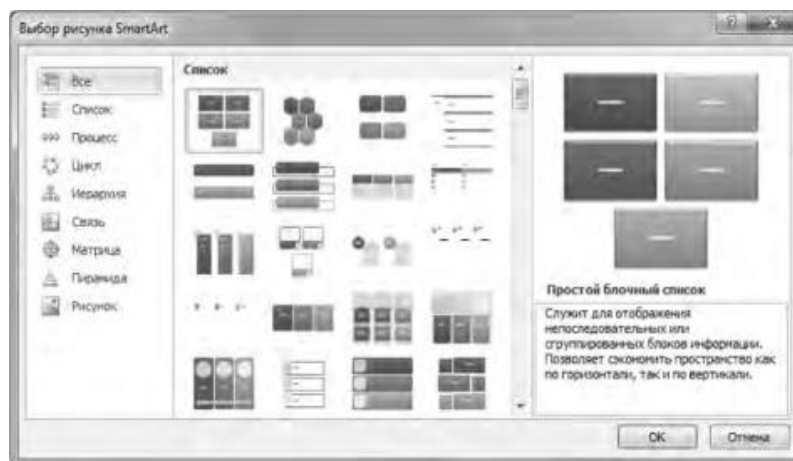 Выбор рисунка SmartArt
Все
Список
Процесс
Цикл
Иерархия
Связь
Матрица
Пирамида
Рисунок
Список
Простой блочный список
Служит для отображения
непоследовательных или
сгруппированных блоков информации.
Позволяет сэкономить пространство как
по горизонтали, так и по вертикали.
ОК
Отмена